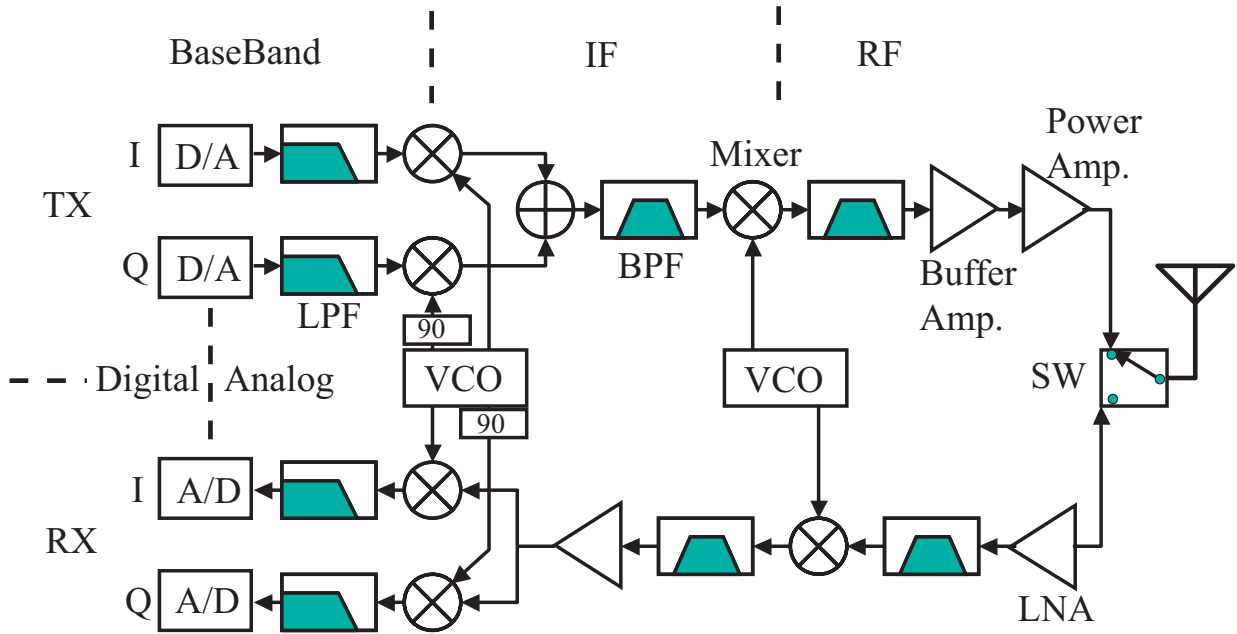 BaseBand
IF
RF
Power
Amp.
I
D/A
Mixer
TX
Q
D/A
LPF
BPF
Buffer
Amp.
90
Digital
Analog
VCO
VCO
SW
90
I
A/D
RX
Q
A/D
LNA